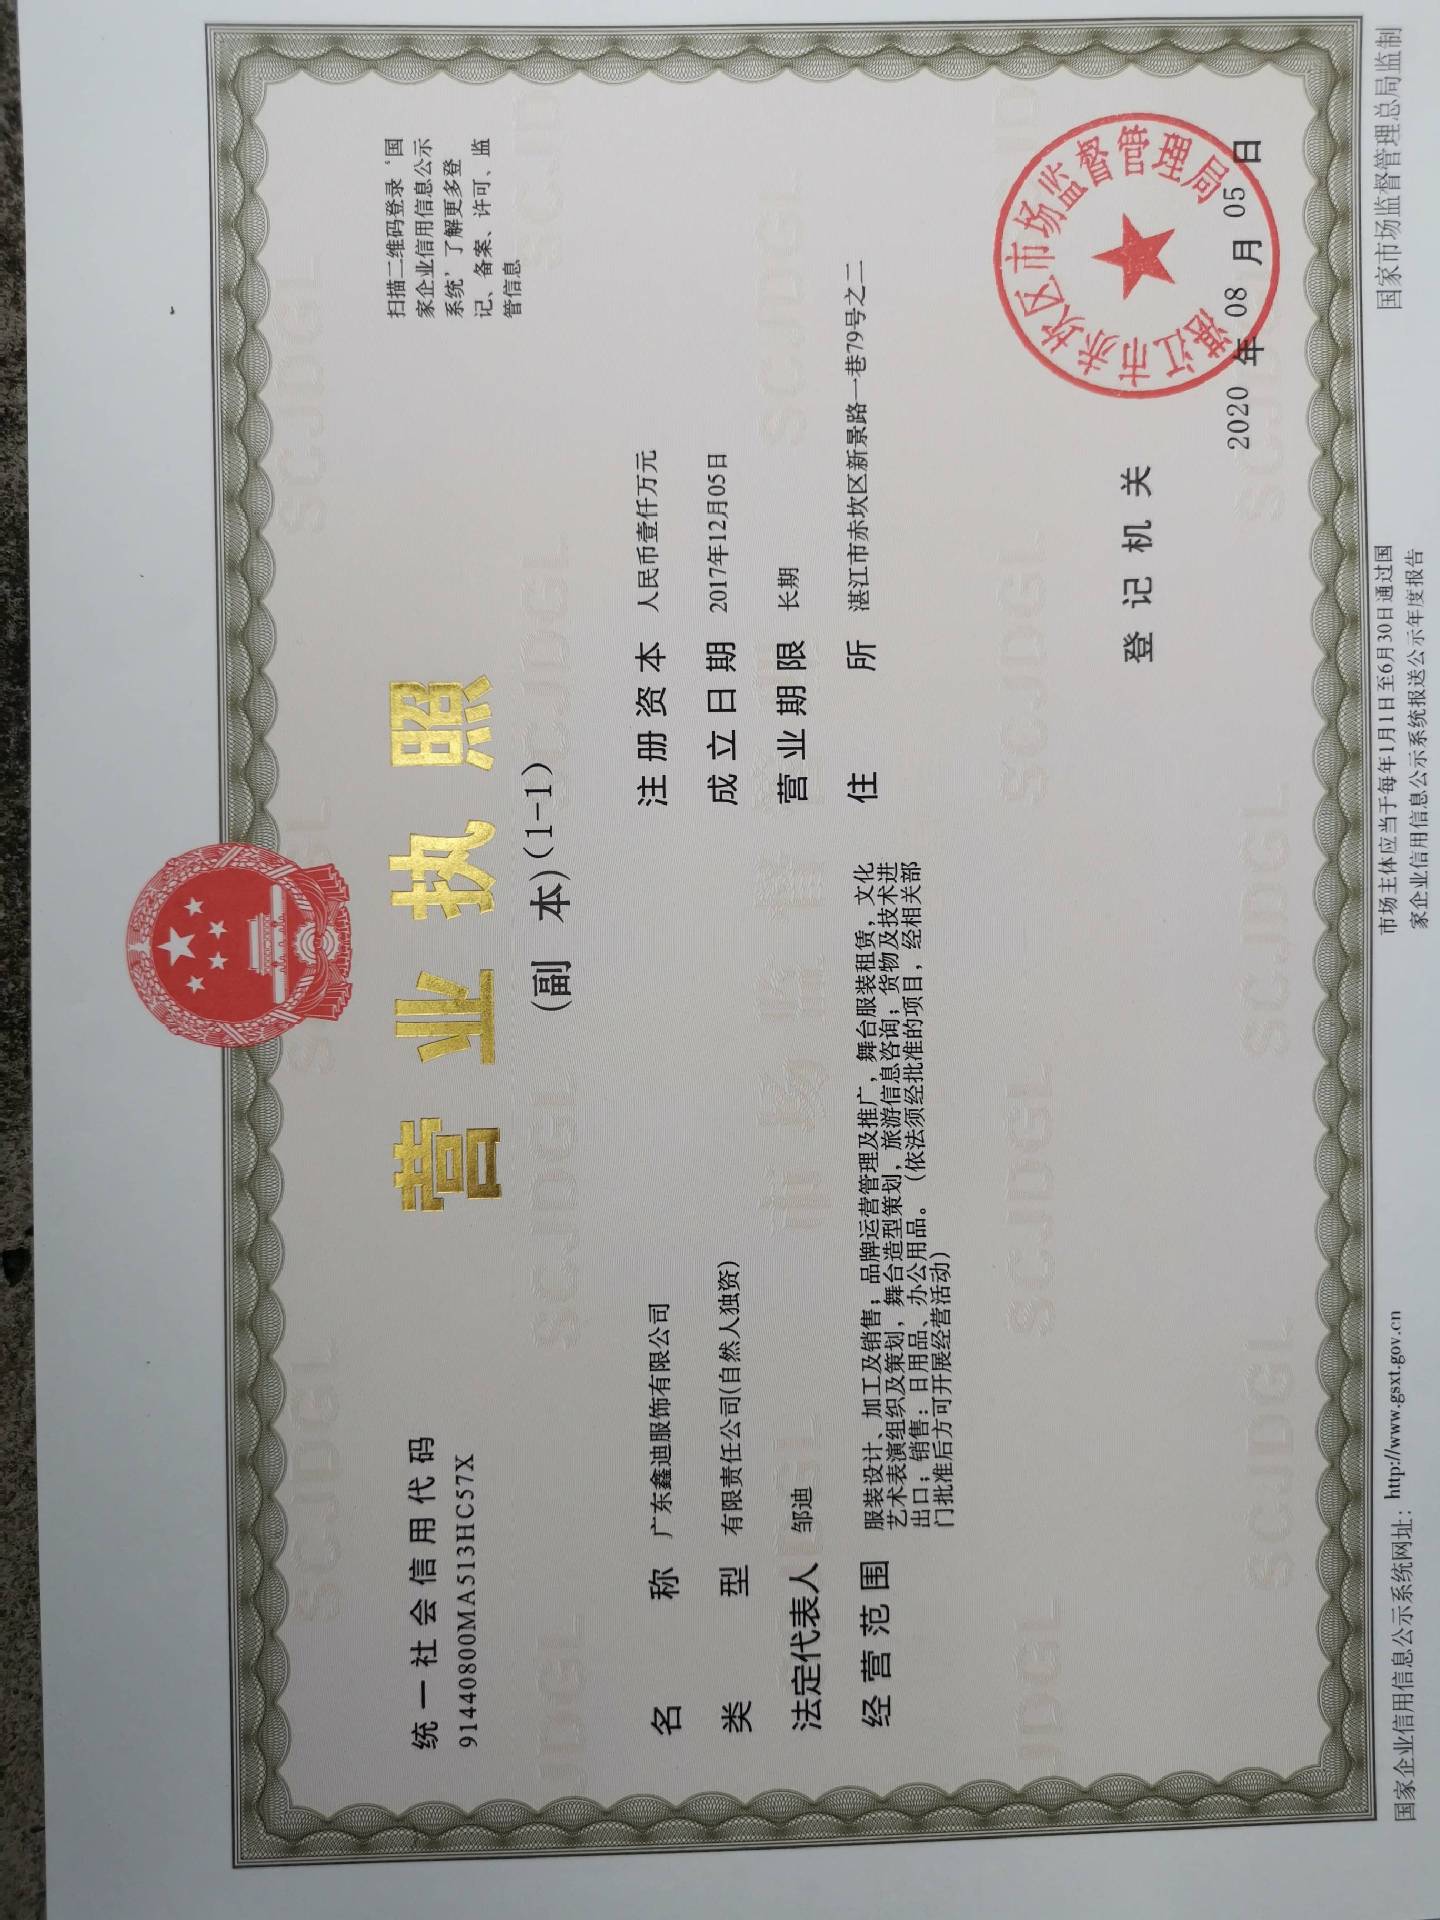 营业执照
(副 本)(1-1)
统一社会信用代码
91440800MA513HC57X
扫描二维码登录‘国
家企业信用信息公示
系统’了解更多登
记、备案、许可、监
管信息
名 称 广东鑫迪服饰有限公司
类 型 有限责任公司(自然人独资)
法定代表人 邹迪
经营范围 服装设计、加工及销售；品牌运营管理及推广，舞台服装租赁，文化
艺术表演组织及策划，舞台造型策划，旅游信息咨询；货物及技术进
出口；销售：日用品、办公用品。（依法须经批准的项目，经相关部
门批准后方可开展经营活动）
注册资本 人民币壹仟万元
成立日期 2017年12月05日
营业期限 长期
住 所 湛江市赤坎区新景路一巷79号之二
登记机关
湛江市赤坎区市场监督管理局
2020 年 08 月 05 日
国家企业信用信息公示系统网址：http://www.gsxt.gov.cn
市场主体应当于每年1月1日至6月30日通过国
家企业信用信息公示系统报送公示年度报告
国家市场监督管理总局监制